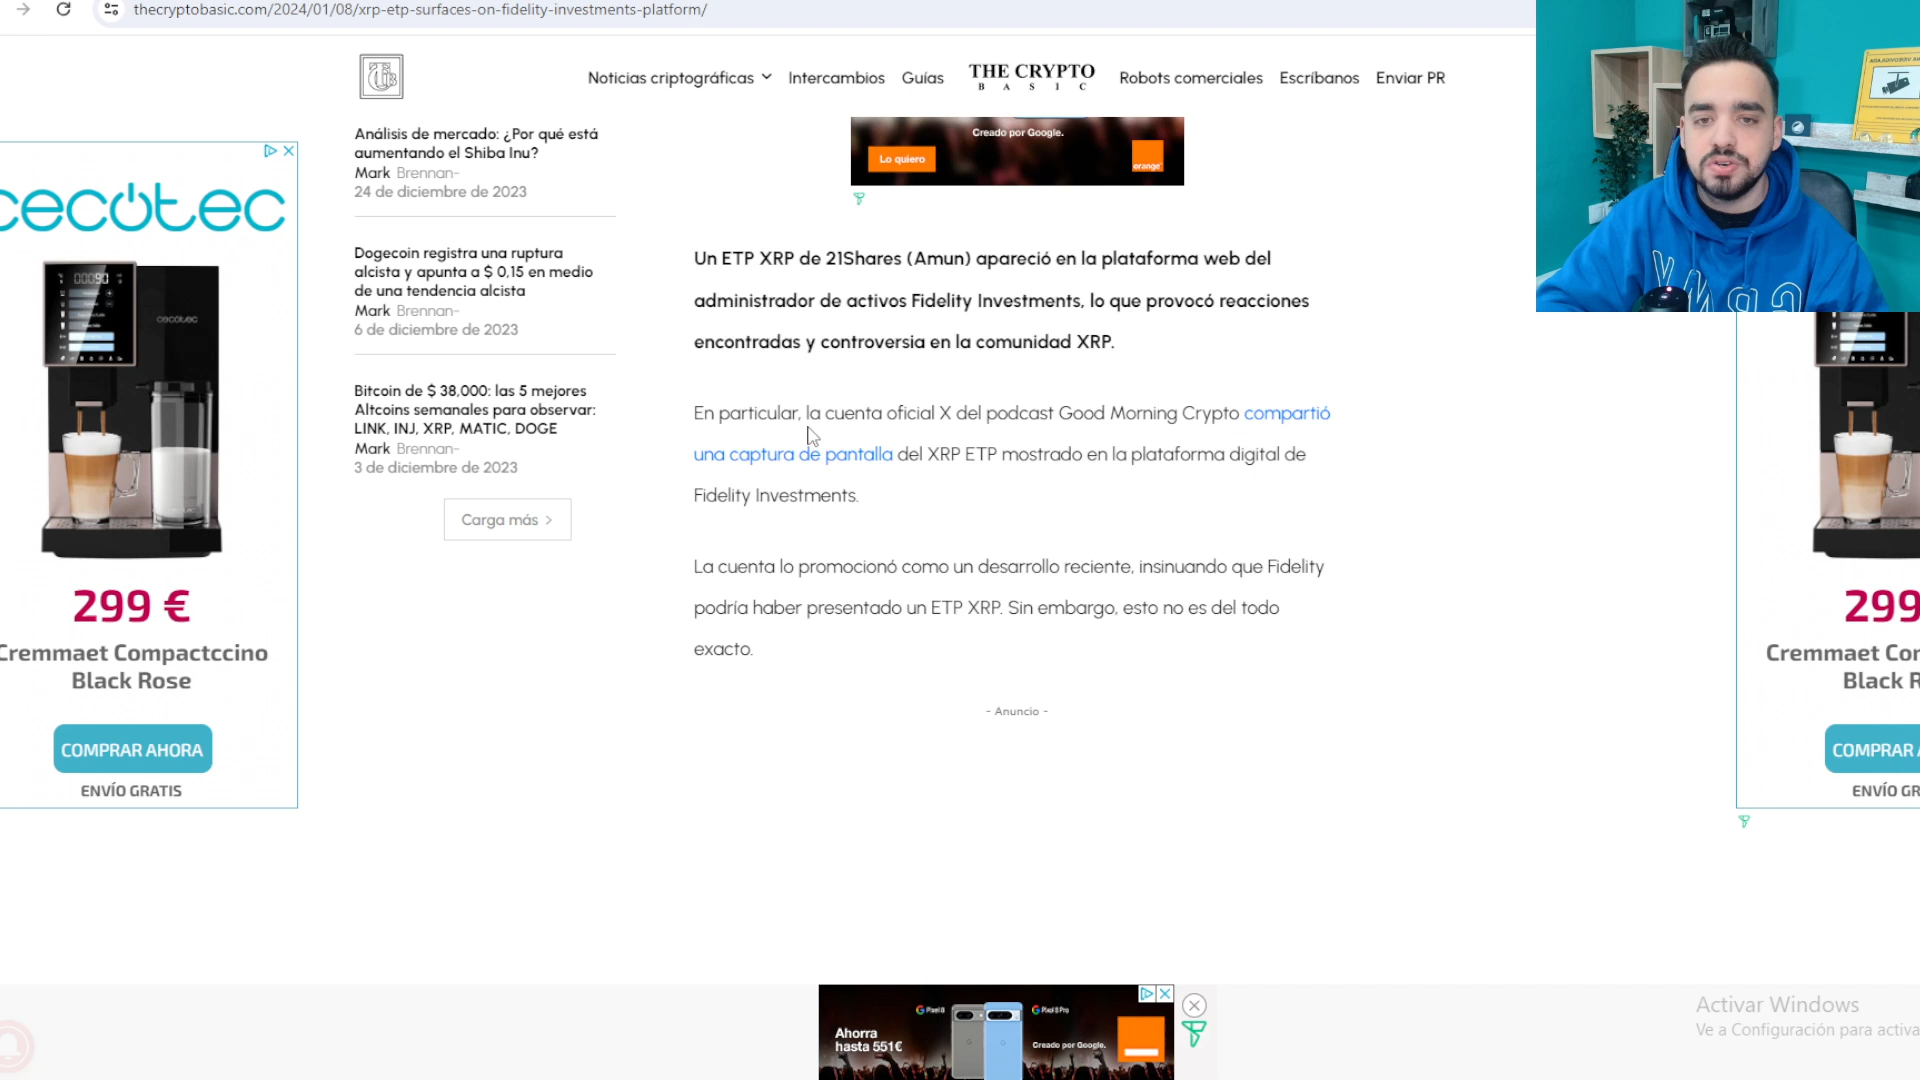 thecryptobasic.com/2024/01/08/xrp-etp-surfaces-on-fidelity-investments-platform/
Noticias criptográficas
Intercambios
Guías
THE CRYPTO
BASIC
Robots comerciales
Escríbanos
Enviar PR
Análisis de mercado: ¿Por qué está
aumentando el Shiba Inu?
Mark Brennan-
24 de diciembre de 2023
Dogecoin registra una ruptura
alcista y apunta a $ 0,15 en medio
de una tendencia alcista
Mark Brennan-
6 de diciembre de 2023
Bitcoin de $ 38,000: las 5 mejores
Altcoins semanales para observar:
LINK, INJ, XRP, MATIC, DOGE
Mark Brennan-
3 de diciembre de 2023
Carga más >
Creado por Google.
Lo quiero
orange
Un ETP XRP de 21Shares (Amun) apareció en la plataforma web del
administrador de activos Fidelity Investments, lo que provocó reacciones
encontradas y controversia en la comunidad XRP.
En particular, la cuenta oficial X del podcast Good Morning Crypto compartió
una captura de pantalla del XRP ETP mostrado en la plataforma digital de
Fidelity Investments.
La cuenta lo promocionó como un desarrollo reciente, insinuando que Fidelity
podría haber presentado un ETP XRP. Sin embargo, esto no es del todo
exacto.
- Anuncio -
cecotec
00:90
cecotec
299 €
Cremmaet Compactccino
Black Rose
COMPRAR AHORA
ENVÍO GRATIS
299
Cremmaet Con
Black R
COMPRAR A
ENVÍO GR
G Pixel 8
G Pixel 8 Pro
Ahorra
hasta 551€
Creado por Google.
Activar Windows
Ve a Configuración para activa